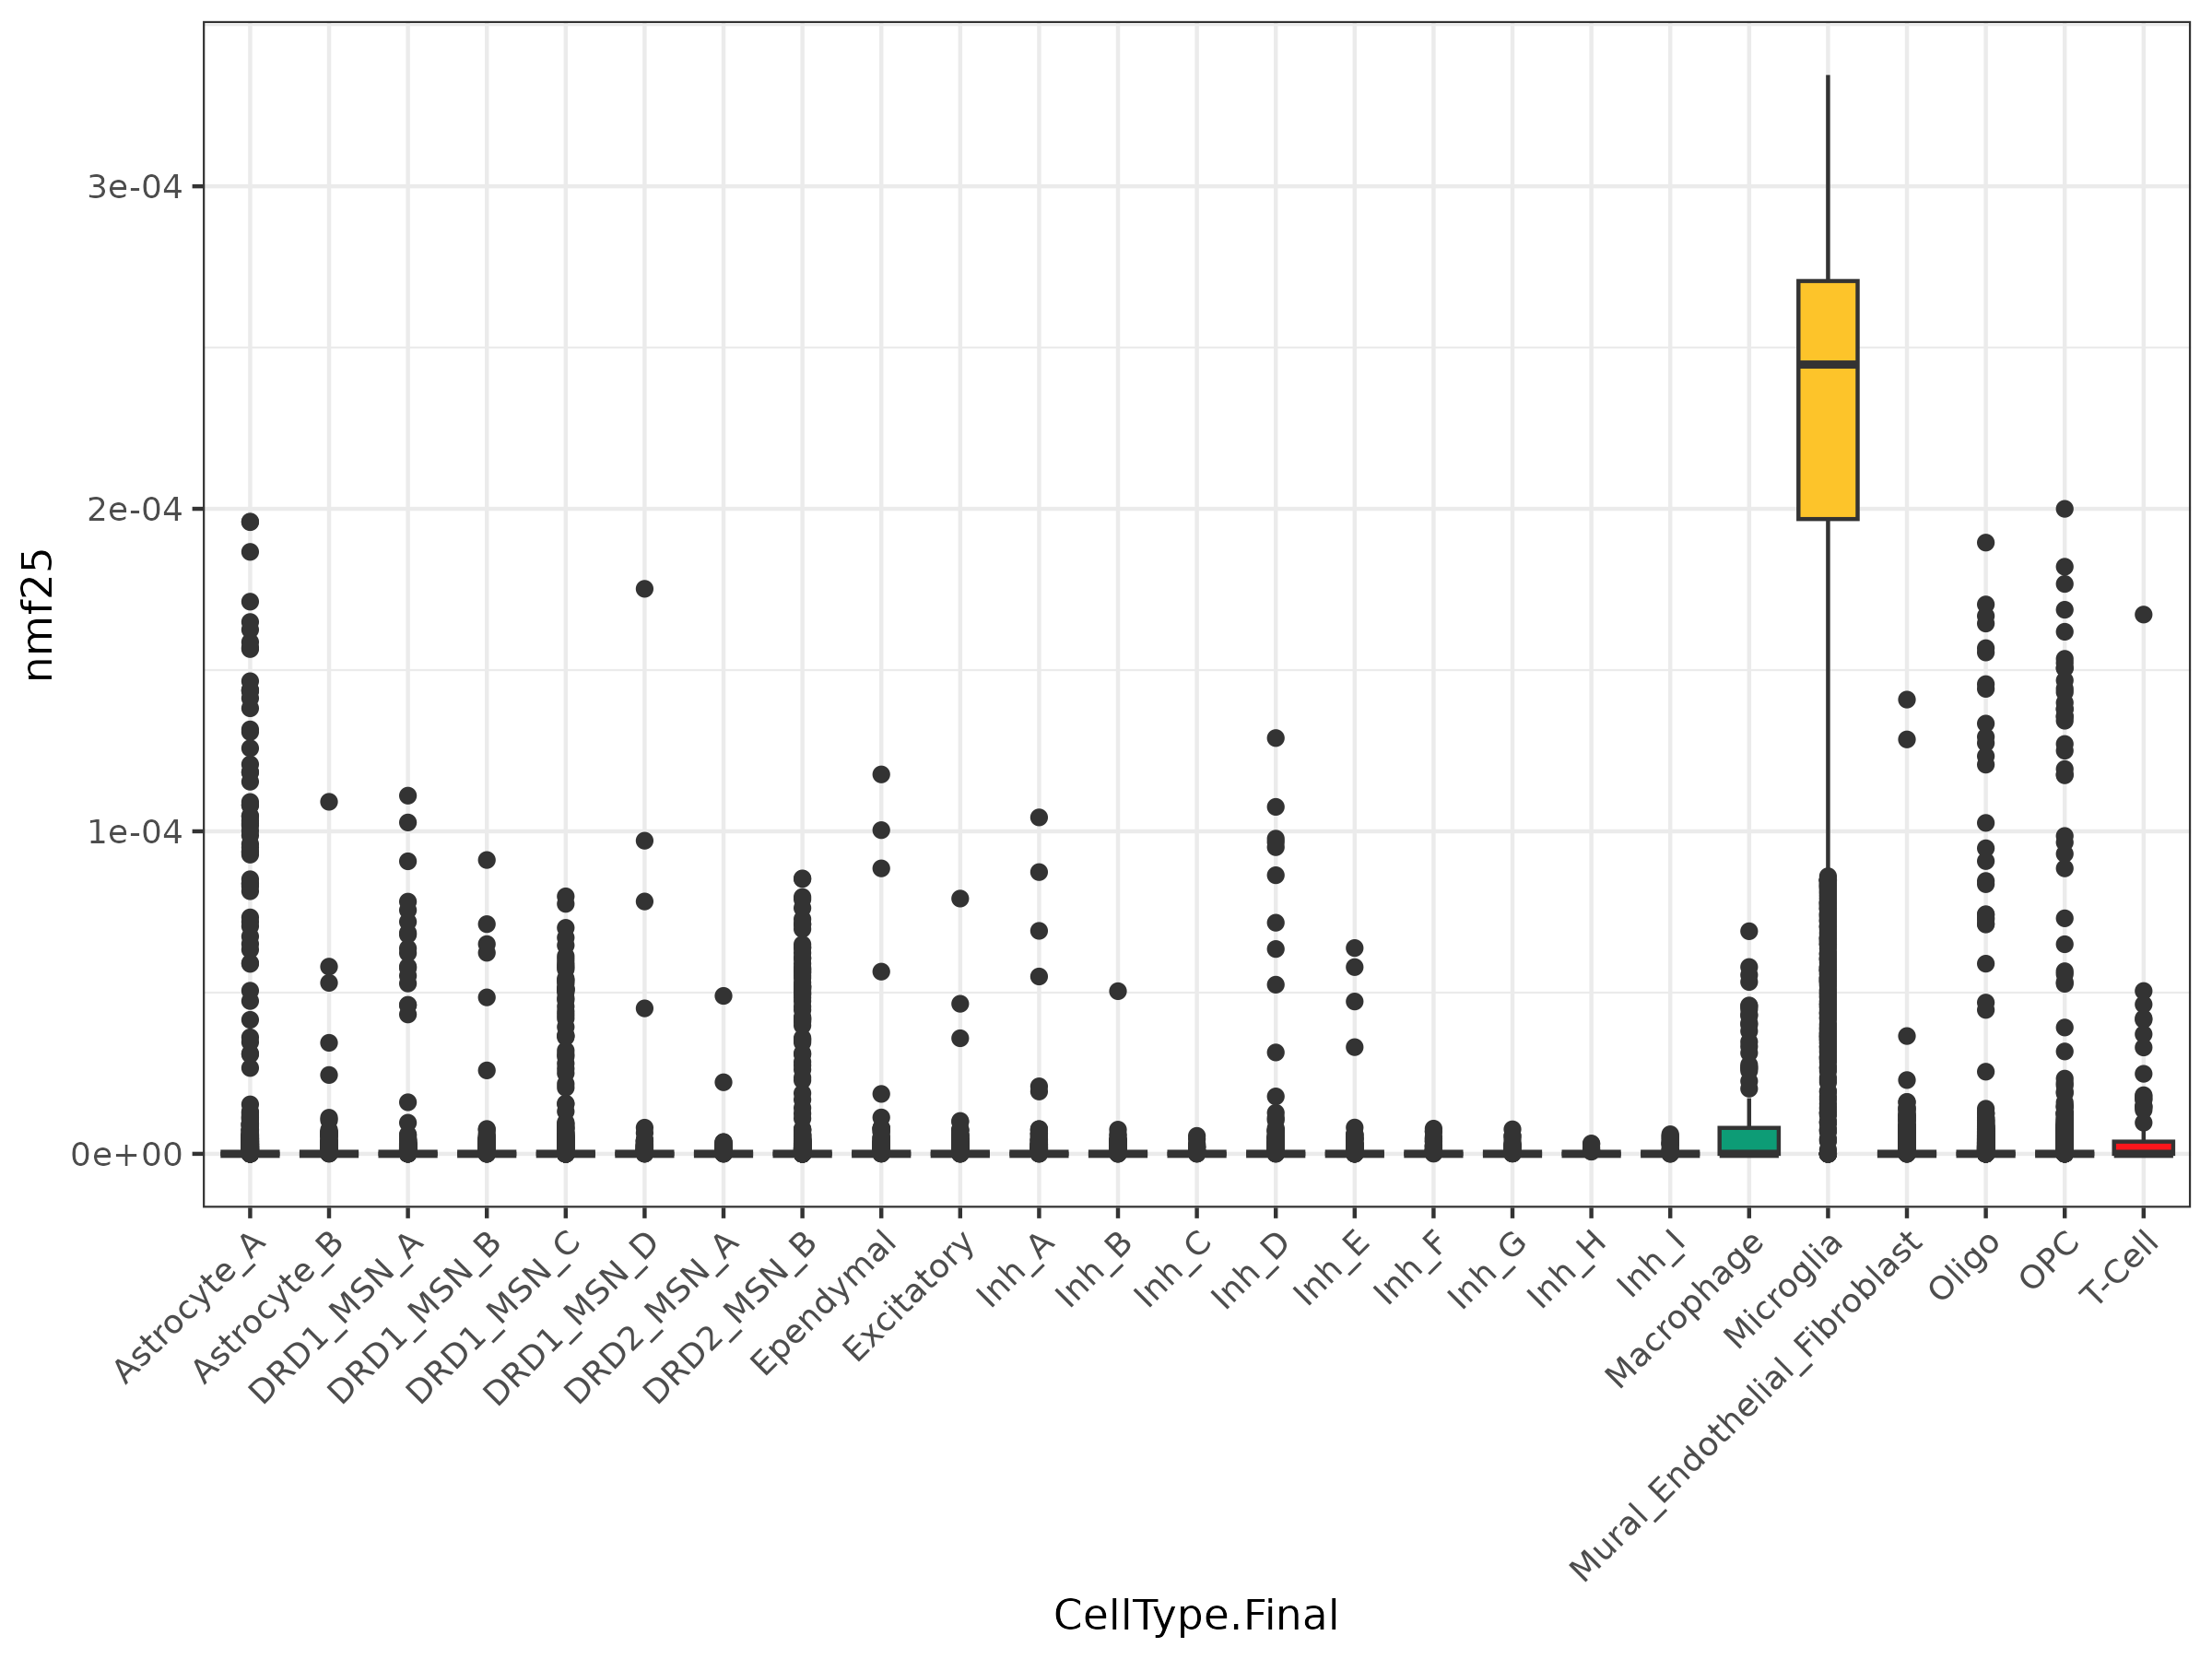 nmf25
3e-04
2e-04
1e-04
0e+00
Astrocyte_A
Astrocyte_B
DRD1_MSN_A
DRD1_MSN_B
DRD1_MSN_C
DRD1_MSN_D
DRD2_MSN_A
DRD2_MSN_B
Ependymal
Excitatory
Inh_A
Inh_B
Inh_C
Inh_D
Inh_E
Inh_F
Inh_G
Inh_H
Inh_I
Macrophage
Microglia
Mural_Endothelial_Fibroblast
Oligo
OPC
T-Cell
CellType.Final